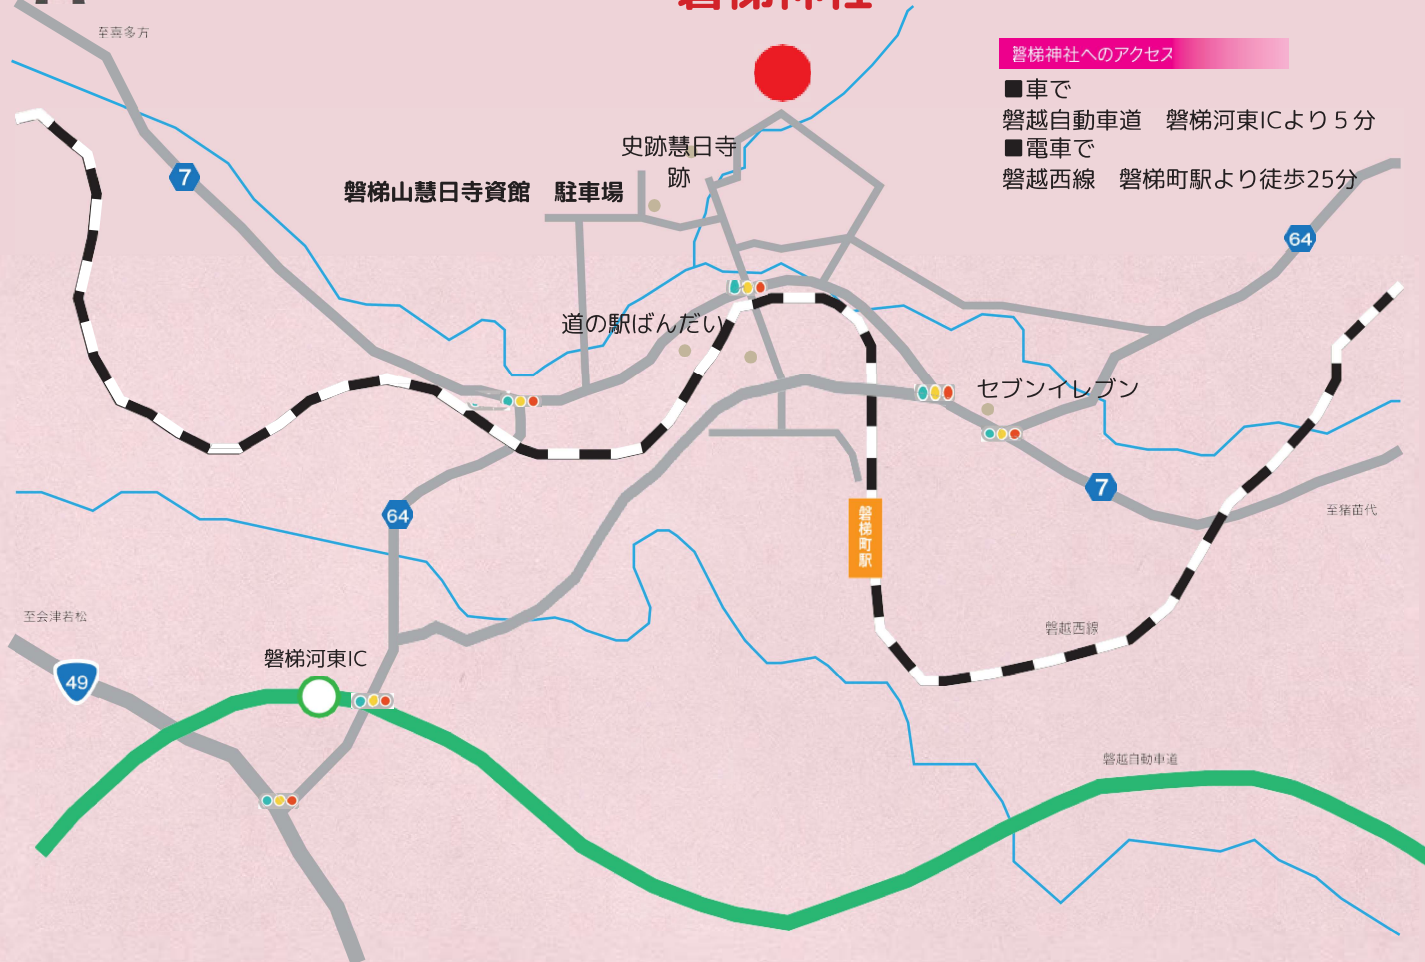 磐梯神社
至喜多方
磐梯神社へのアクセス
■車で
磐越自動車道　磐梯河東ICより５分
■電車で
磐越西線　磐梯町駅より徒歩25分
史跡慧日寺
跡
磐梯山慧日寺資館　駐車場
7
64
道の駅ばんだい
セブンイレブン
7
64
磐梯町駅
至猪苗代
至会津若松
磐越西線
磐梯河東IC
49
磐越自動車道